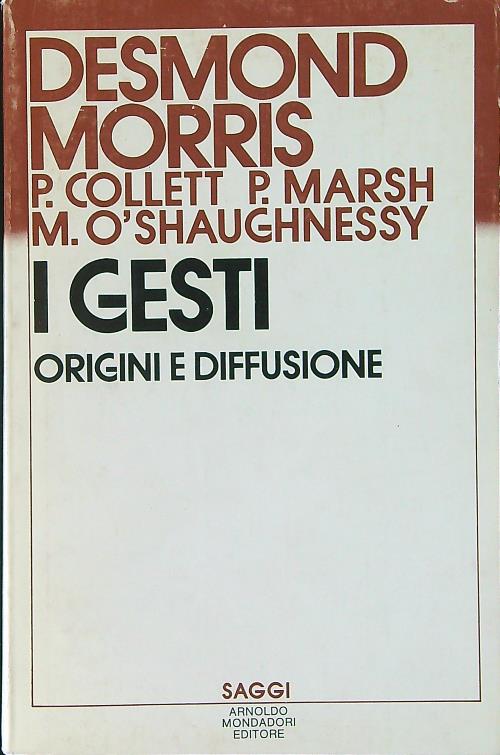 DESMOND
MORRIS
P. COLLETT P. MARSH
M. O'SHAUGHNESSY
I GESTI
ORIGINI E DIFFUSIONE
SAGGI
ARNOLDO
MONDADORI
EDITORE